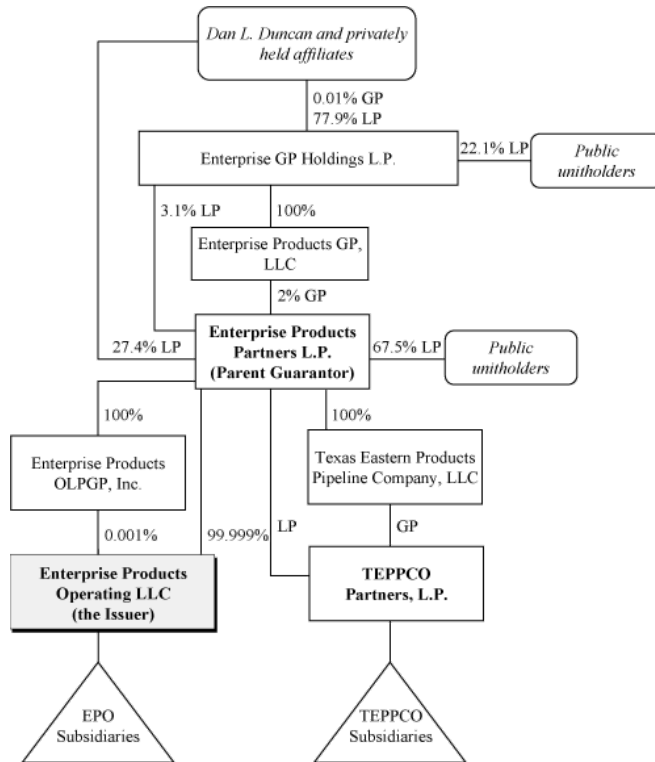 Dan L. Duncan and privately
held affiliates
0.01% GP
77.9% LP
Enterprise GP Holdings L.P.
22.1% LP
Public
unitholders
3.1% LP
100%
Enterprise Products GP,
LLC
2% GP
Enterprise Products
Partners L.P.
(Parent Guarantor)
27.4% LP
67.5% LP
Public
unitholders
100%
100%
Enterprise Products
OLPGP, Inc.
Texas Eastern Products
Pipeline Company, LLC
0.001%
99.999%
LP
GP
Enterprise Products
Operating LLC
(the Issuer)
TEPPCO
Partners, L.P.
EPO
Subsidiaries
TEPPCO
Subsidiaries